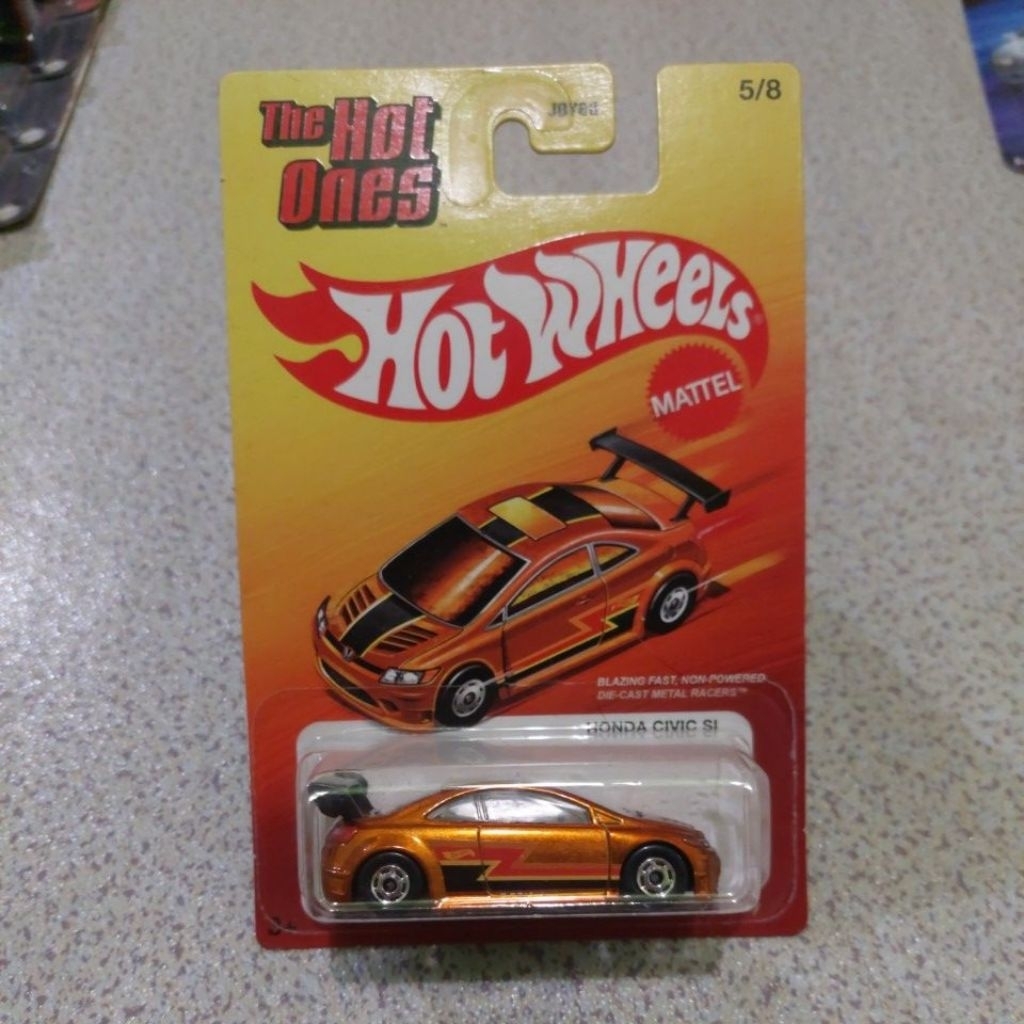 The Hot
Ones
5/8
Hot Wheels
MATTEL
BLAZING FAST, NON-POWERED
DIE-CAST METAL RACERS™
HONDA CIVIC SI
3+